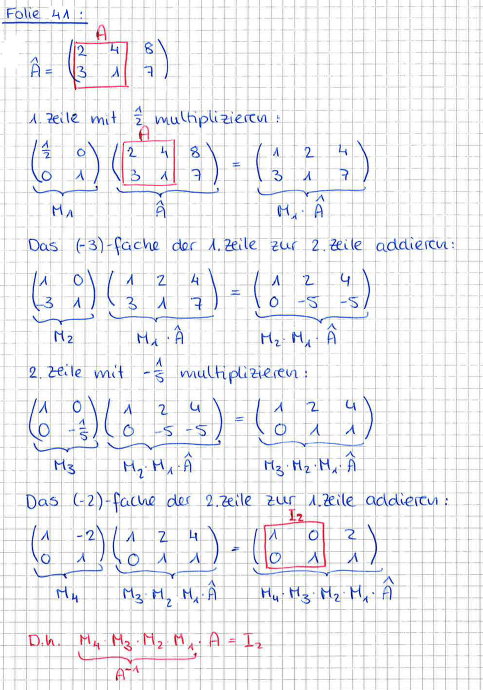 Folie 41:
A
Â = (2 4 8
3 1 7)
1. Zeile mit 1/2 multiplizieren:
A
(1/2 0 (2 4 8 = (1 2 4
0 1) 3 1 7) 3 1 7)
M₁ Â M₁·Â
Das (-3)-fache der 1. Zeile zur 2. Zeile addieren:
(1 0 (1 2 4 = (1 2 4
-3 1) 3 1 7) 0 -5 -5)
M₂ M₁·Â M₂·M₁·Â
2. Zeile mit -1/5 multiplizieren:
(1 0 (1 2 4 = (1 2 4
0 -1/5) 0 -5 -5) 0 1 1)
M₃ M₂·M₁·Â M₃·M₂·M₁·Â
Das (-2)-fache der 2. Zeile zur 1. Zeile addieren:
I₂
(1 -2 (1 2 4 = (1 0 2
0 1) 0 1 1) 0 1 1)
M₄ M₃·M₂ M₁·Â M₄·M₃·M₂·M₁·Â
D.h. M₄·M₃·M₂·M₁·A = I₂
A⁻¹